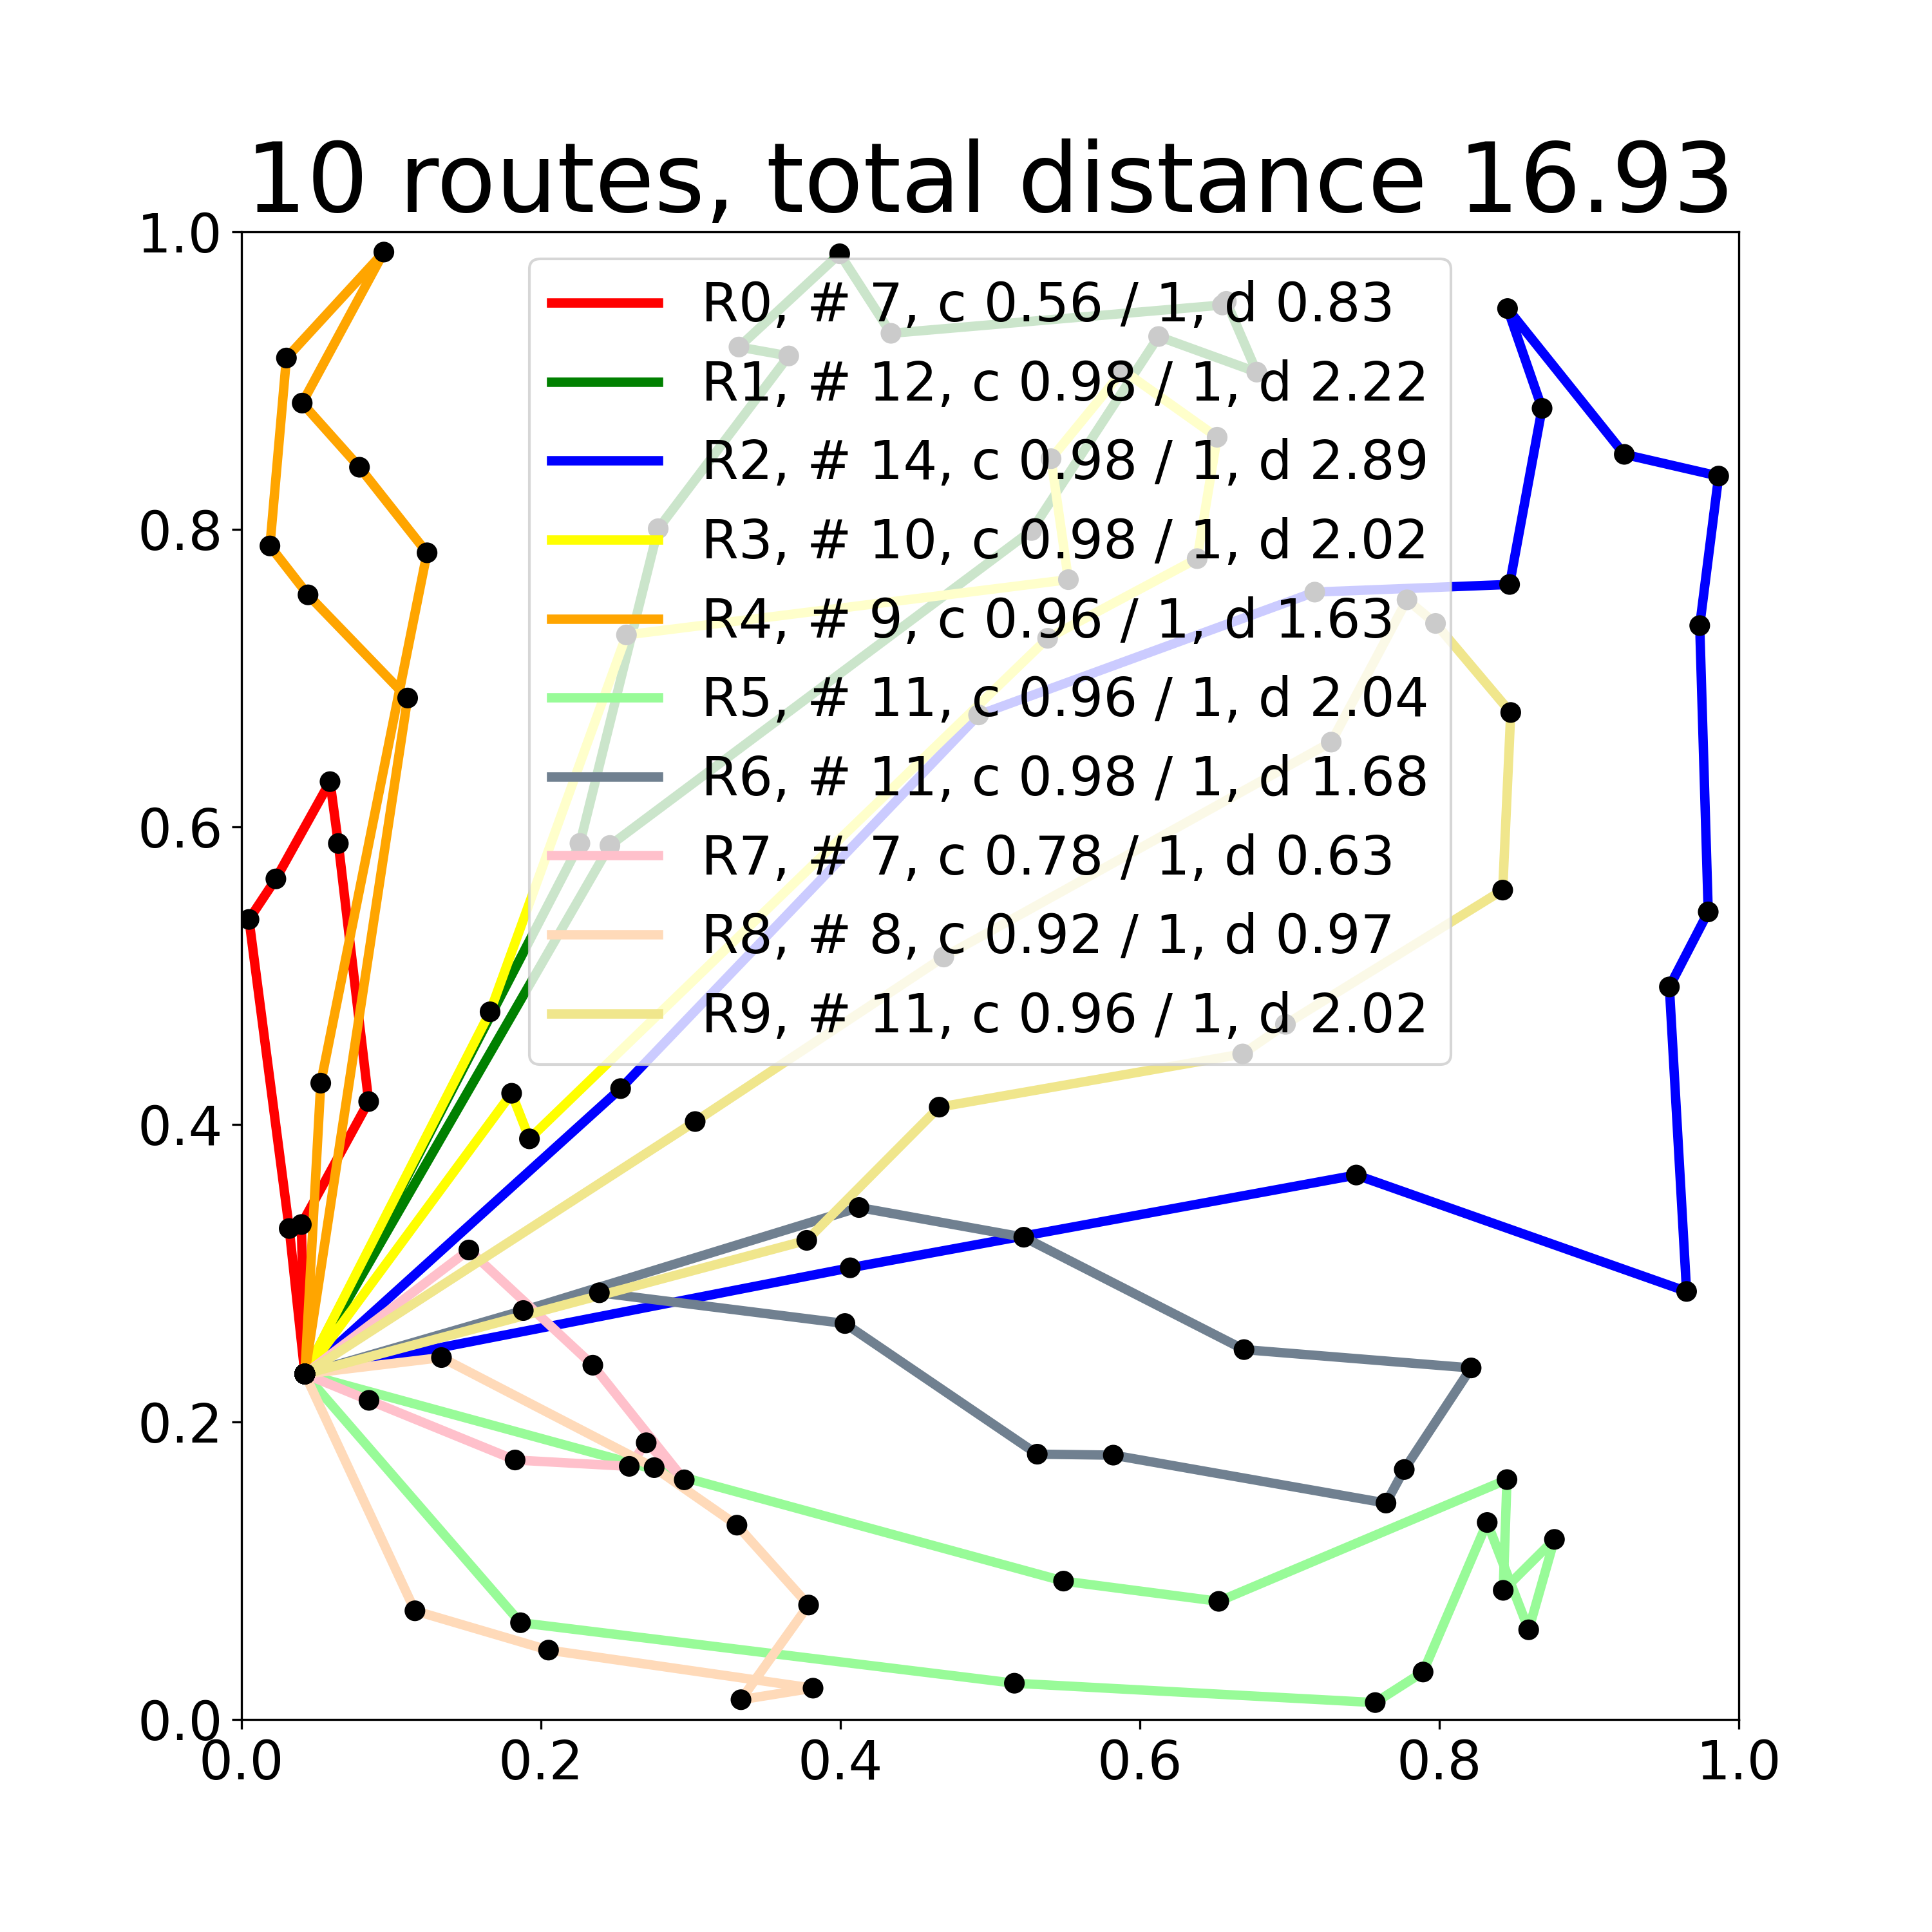 10 routes, total distance 16.93
1.0
0.8
0.6
0.4
0.2
0.0
R0, # 7, c 0.56 / 1, d 0.83
R1, # 12, c 0.98 / 1, d 2.22
R2, # 14, c 0.98 / 1, d 2.89
R3, # 10, c 0.98 / 1, d 2.02
R4, # 9, c 0.96 / 1, d 1.63
R5, # 11, c 0.96 / 1, d 2.04
R6, # 11, c 0.98 / 1, d 1.68
R7, # 7, c 0.78 / 1, d 0.63
R8, # 8, c 0.92 / 1, d 0.97
R9, # 11, c 0.96 / 1, d 2.02
0.0 0.2 0.4 0.6 0.8 1.0